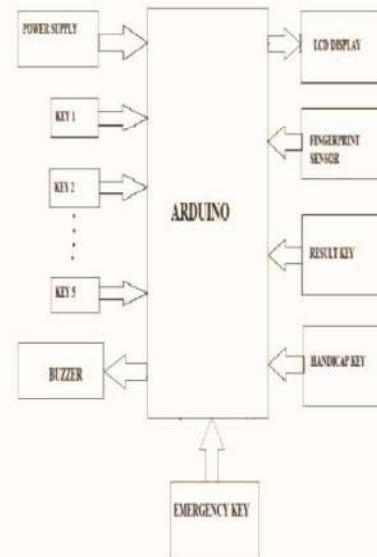 POWER SUPPLY
LCD DISPLAY
KEY 1
FINGERPRINT
SENSOR
KEY 2
ARDUINO
RESULT KEY
KEY 5
BUZZER
HANDICAP KEY
EMERGENCY KEY